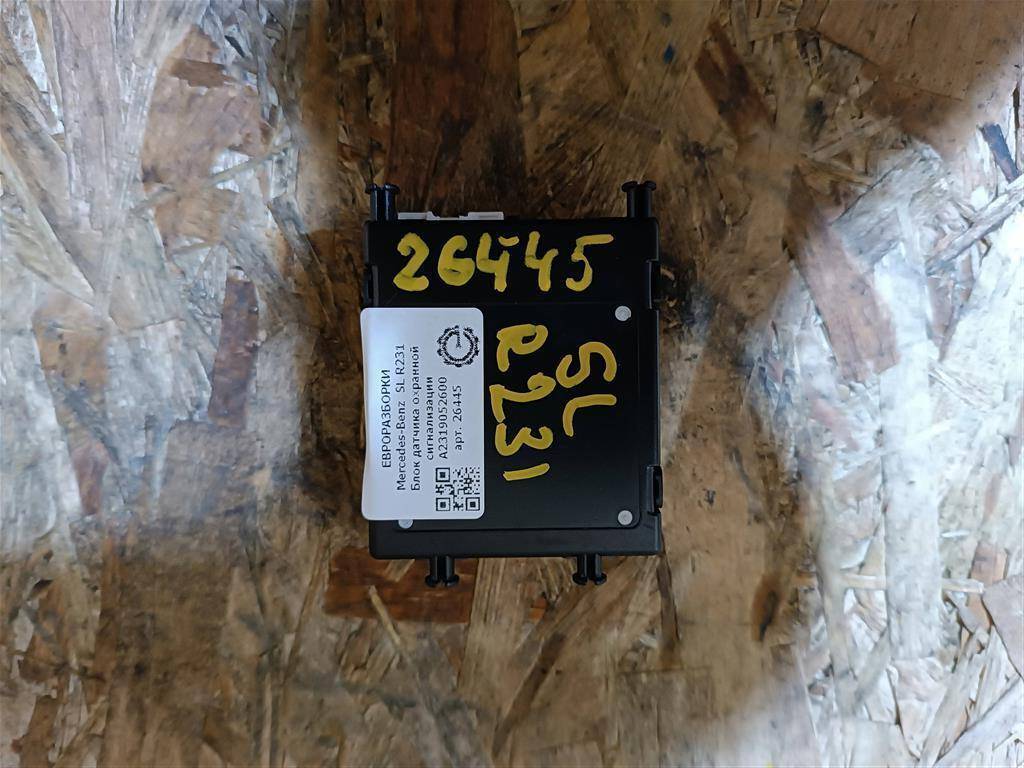 26445
SL
R231
ЕВРОРАЗБОРКИ
Mercedes-Benz SL R231
Блок датчика охранной
сигнализации
A2319052600
арт. 26445